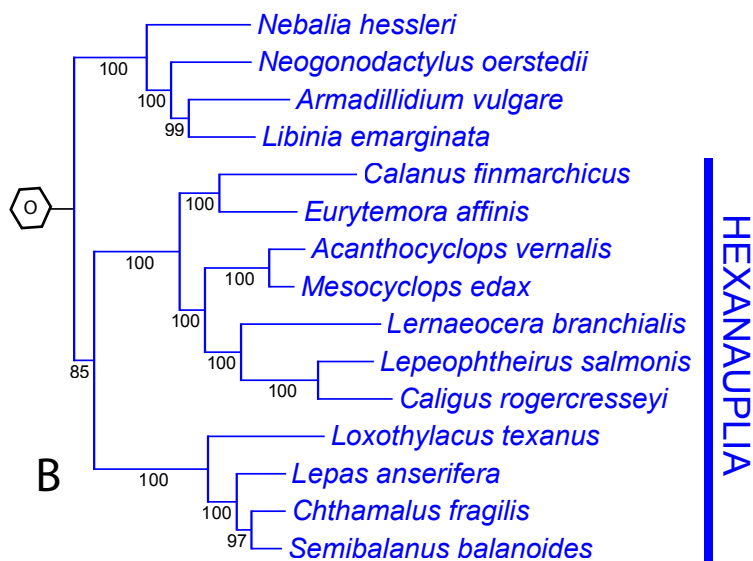 Nebalia hessleri
100
Neogonodactylus oerstedii
100
Armadillidium vulgare
99
Libinia emarginata
Calanus finmarchicus
100
O
Eurytemora affinis
Acanthocyclops vernalis
100
100
Mesocyclops edax
100
Lernaeocera branchialis
100
Lepeophtheirus salmonis
85
100
Caligus rogercresseyi
HEXANAUPLIA
Loxothylacus texanus
B
100
Lepas anserifera
100
Chthamalus fragilis
97
Semibalanus balanoides